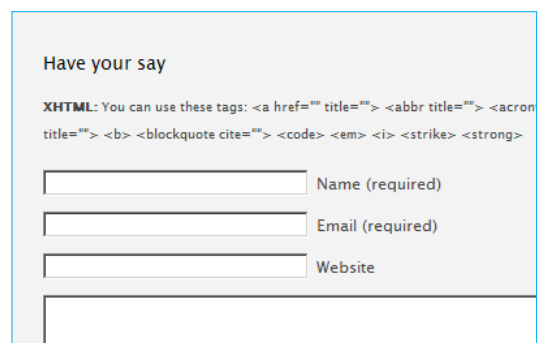 Have your say
XHTML: You can use these tags: <a href="" title=""> <abbr title=""> <acron
title=""> <b> <blockquote cite=""> <code> <em> <i> <strike> <strong>
Name (required)
Email (required)
Website